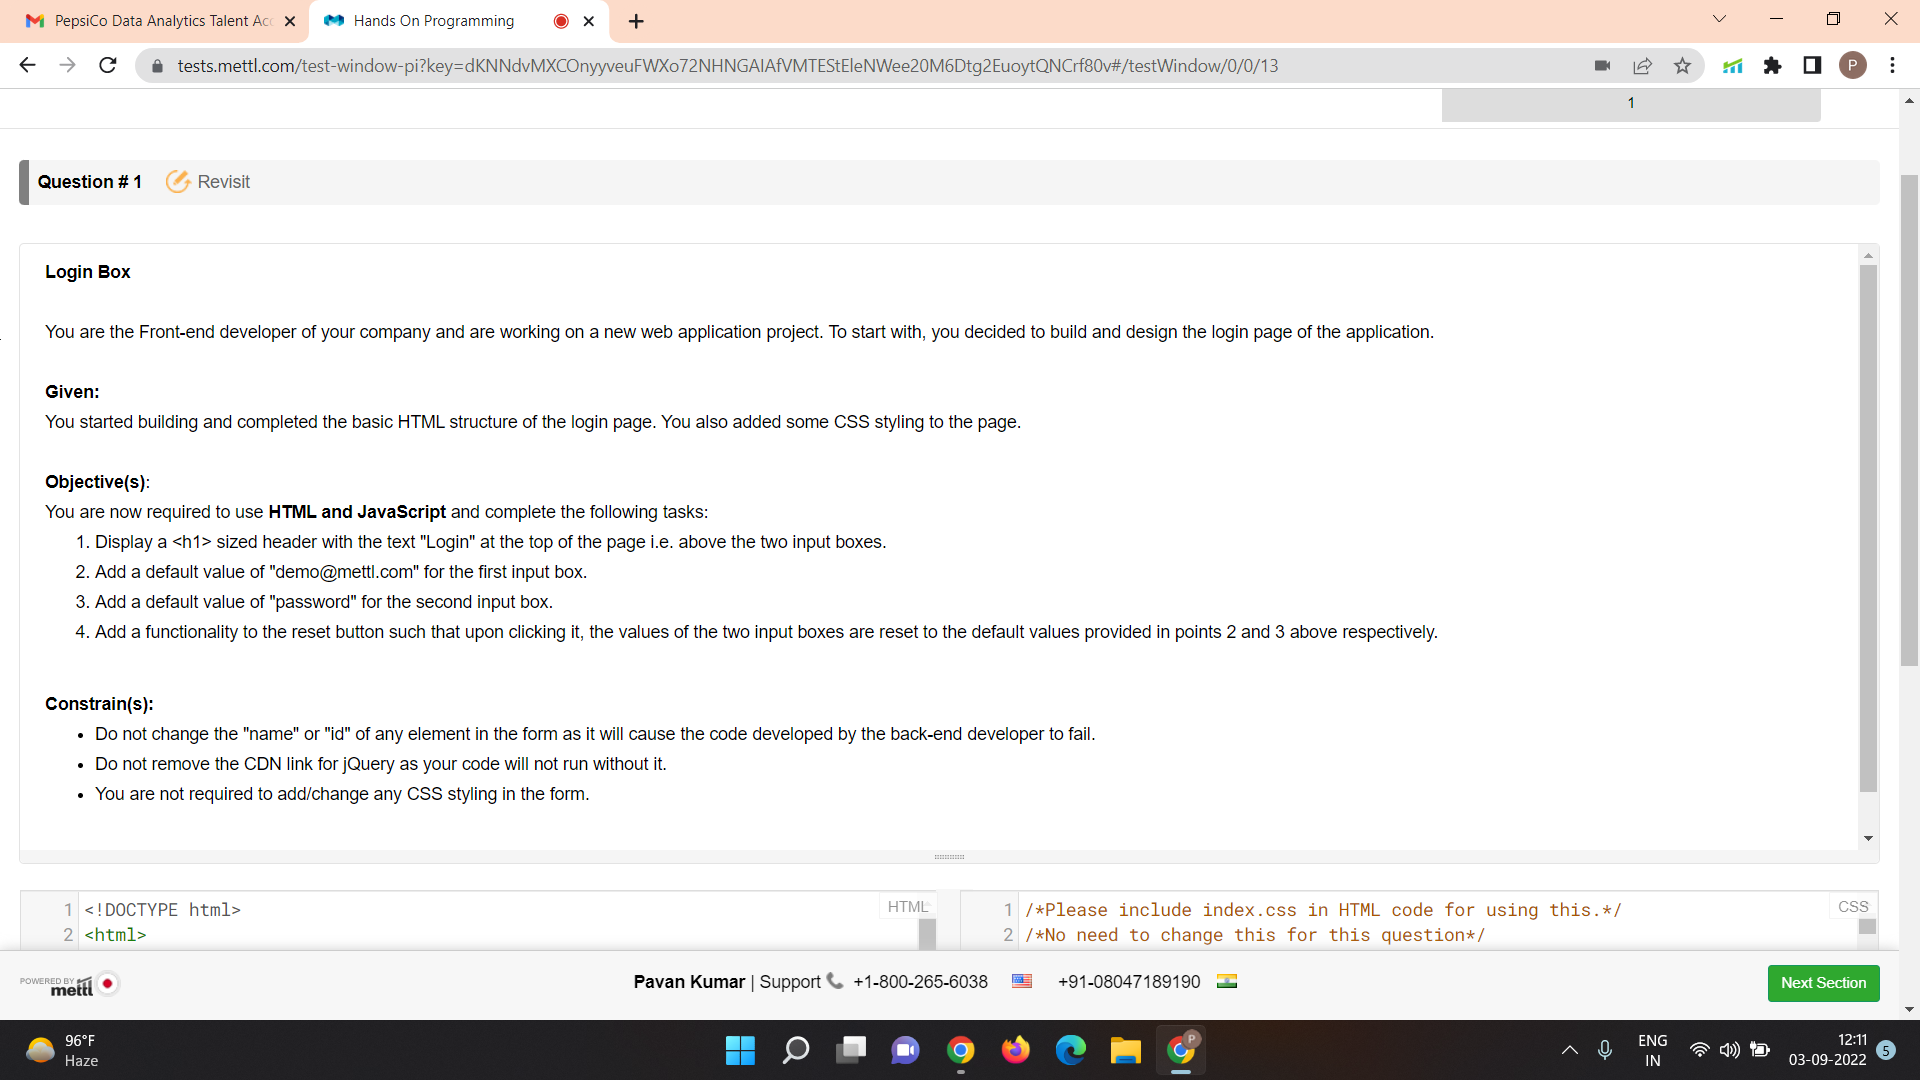 PepsiCo Data Analytics Talent Acc
Hands On Programming
tests.mettl.com/test-window-pi?key=dKNNdvMXCOnyyveuFWXo72NHNGAIAfVMTEStEleNWee20M6Dtg2EuoytQNCrf80v#/testWindow/0/0/13
P
1
Question # 1
Revisit
Login Box
You are the Front-end developer of your company and are working on a new web application project. To start with, you decided to build and design the login page of the application.
Given:
You started building and completed the basic HTML structure of the login page. You also added some CSS styling to the page.
Objective(s):
You are now required to use HTML and JavaScript and complete the following tasks:
1. Display a <h1> sized header with the text "Login" at the top of the page i.e. above the two input boxes.
2. Add a default value of "demo@mettl.com" for the first input box.
3. Add a default value of "password" for the second input box.
4. Add a functionality to the reset button such that upon clicking it, the values of the two input boxes are reset to the default values provided in points 2 and 3 above respectively.
Constrain(s):
• Do not change the "name" or "id" of any element in the form as it will cause the code developed by the back-end developer to fail.
• Do not remove the CDN link for jQuery as your code will not run without it.
• You are not required to add/change any CSS styling in the form.
1 <!DOCTYPE html>
HTML
2 <html>
1 /*Please include index.css in HTML code for using this.*/
CSS
2 /*No need to change this for this question*/
POWERED BY
mettl
Pavan Kumar | Support +1-800-265-6038 +91-08047189190
Next Section
96°F
Haze
P
ENG
IN
12:11
03-09-2022
5